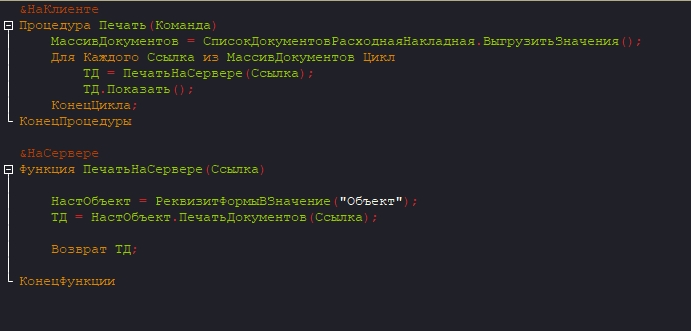 &НаКлиенте
Процедура Печать(Команда)
МассивДокументов = СписокДокументовРасходнаяНакладная.ВыгрузитьЗначения();
Для Каждого Ссылка из МассивДокументов Цикл
ТД = ПечатьНаСервере(Ссылка);
ТД.Показать();
КонецЦикла;
КонецПроцедуры
&НаСервере
Функция ПечатьНаСервере(Ссылка)
НастОбъект = РеквизитФормыВЗначение("Объект");
ТД = НастОбъект.ПечатьДокументов(Ссылка);
Возврат ТД;
КонецФункции